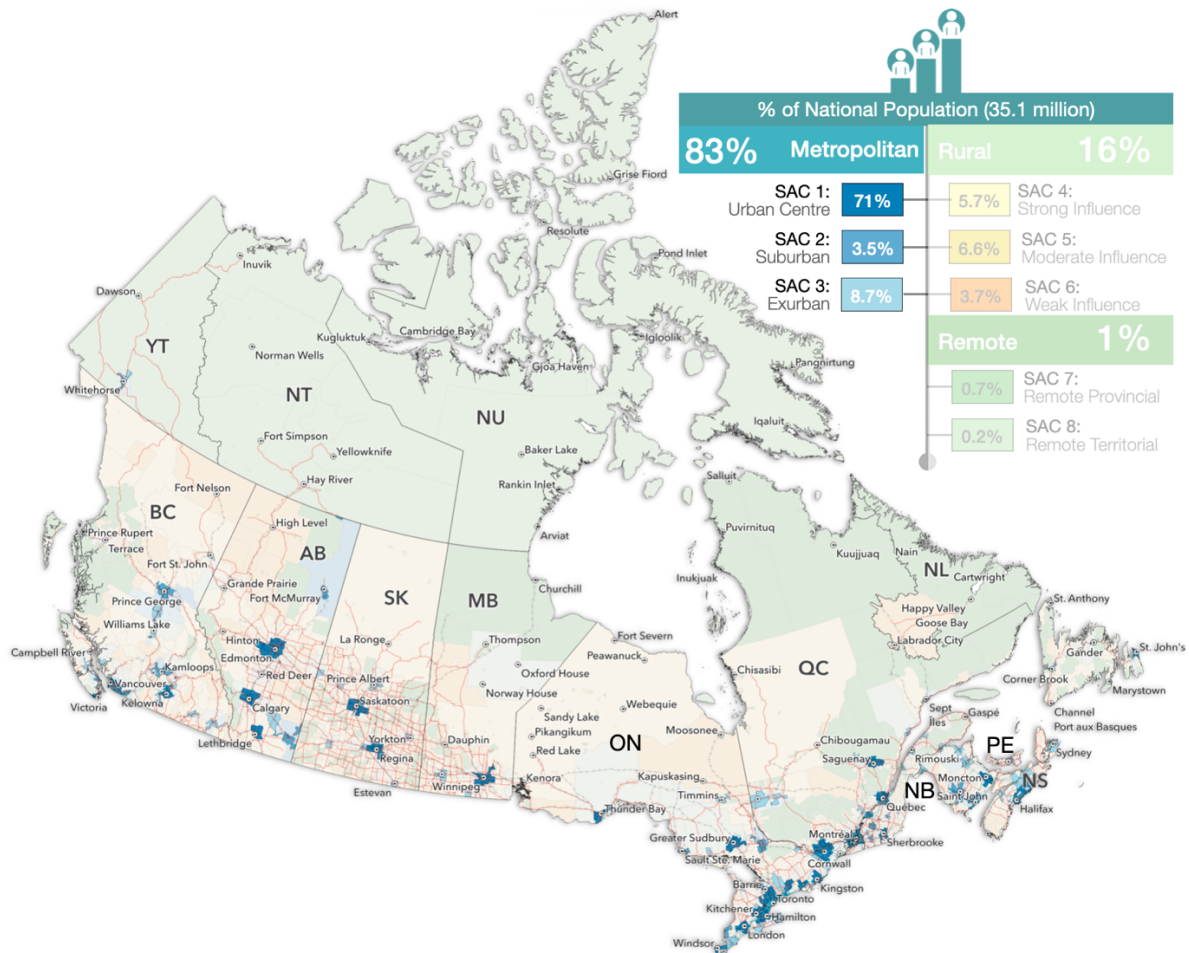 Alert
% of National Population (35.1 million)
83% Metropolitan
Rural 16%
SAC 1:
Urban Centre
71%
5.7%
SAC 4:
Strong Influence
SAC 2:
Suburban
3.5%
6.6%
SAC 5:
Moderate Influence
SAC 3:
Exurban
8.7%
3.7%
SAC 6:
Weak Influence
Remote 1%
0.7%
SAC 7:
Remote Provincial
0.2%
SAC 8:
Remote Territorial
Grise Fiord
Resolute
Pond Inlet
Inuvik
Dawson
YT
Kugluktuk
Cambridge Bay
Igloolik
Norman Wells
Gjoa Haven
Pangnirtung
Whitehorse
NT
NU
Iqaluit
Fort Simpson
Yellowknife
Baker Lake
Hay River
Rankin Inlet
Salluit
Fort Nelson
BC
High Level
Arviat
Puvirnituq
Prince Rupert
Terrace
AB
Kuujjuaq
Nain
Fort St. John
NL
Cartwright
Grande Prairie
Fort McMurray
SK
MB
Churchill
Inukjuak
Prince George
Happy Valley
Goose Bay
St. Anthony
Williams Lake
Hinton
La Ronge
Thompson
Fort Severn
Labrador City
Campbell River
Edmonton
Peawanuck
QC
Gander
St. John's
Kamloops
Red Deer
Prince Albert
Oxford House
Chisasibi
Corner Brook
Vancouver
Norway House
Marystown
Victoria
Kelowna
Calgary
Saskatoon
Webequie
Sept
Îles
Gaspé
Channel
Port aux Basques
Sandy Lake
Pikangikum
Moosonee
Lethbridge
Yorkton
Regina
Dauphin
Red Lake
ON
Chibougamau
PE
Sydney
Saguenay
Rimouski
Estevan
Winnipeg
Kenora
Kapuskasing
Moncton
NS
Timmins
NB
Saint John
Thunder Bay
Québec
Halifax
Greater Sudbury
Montréal
Sherbrooke
Sault Ste. Marie
Cornwall
Barrie
Kingston
Toronto
Kitchener
Hamilton
London
Windsor